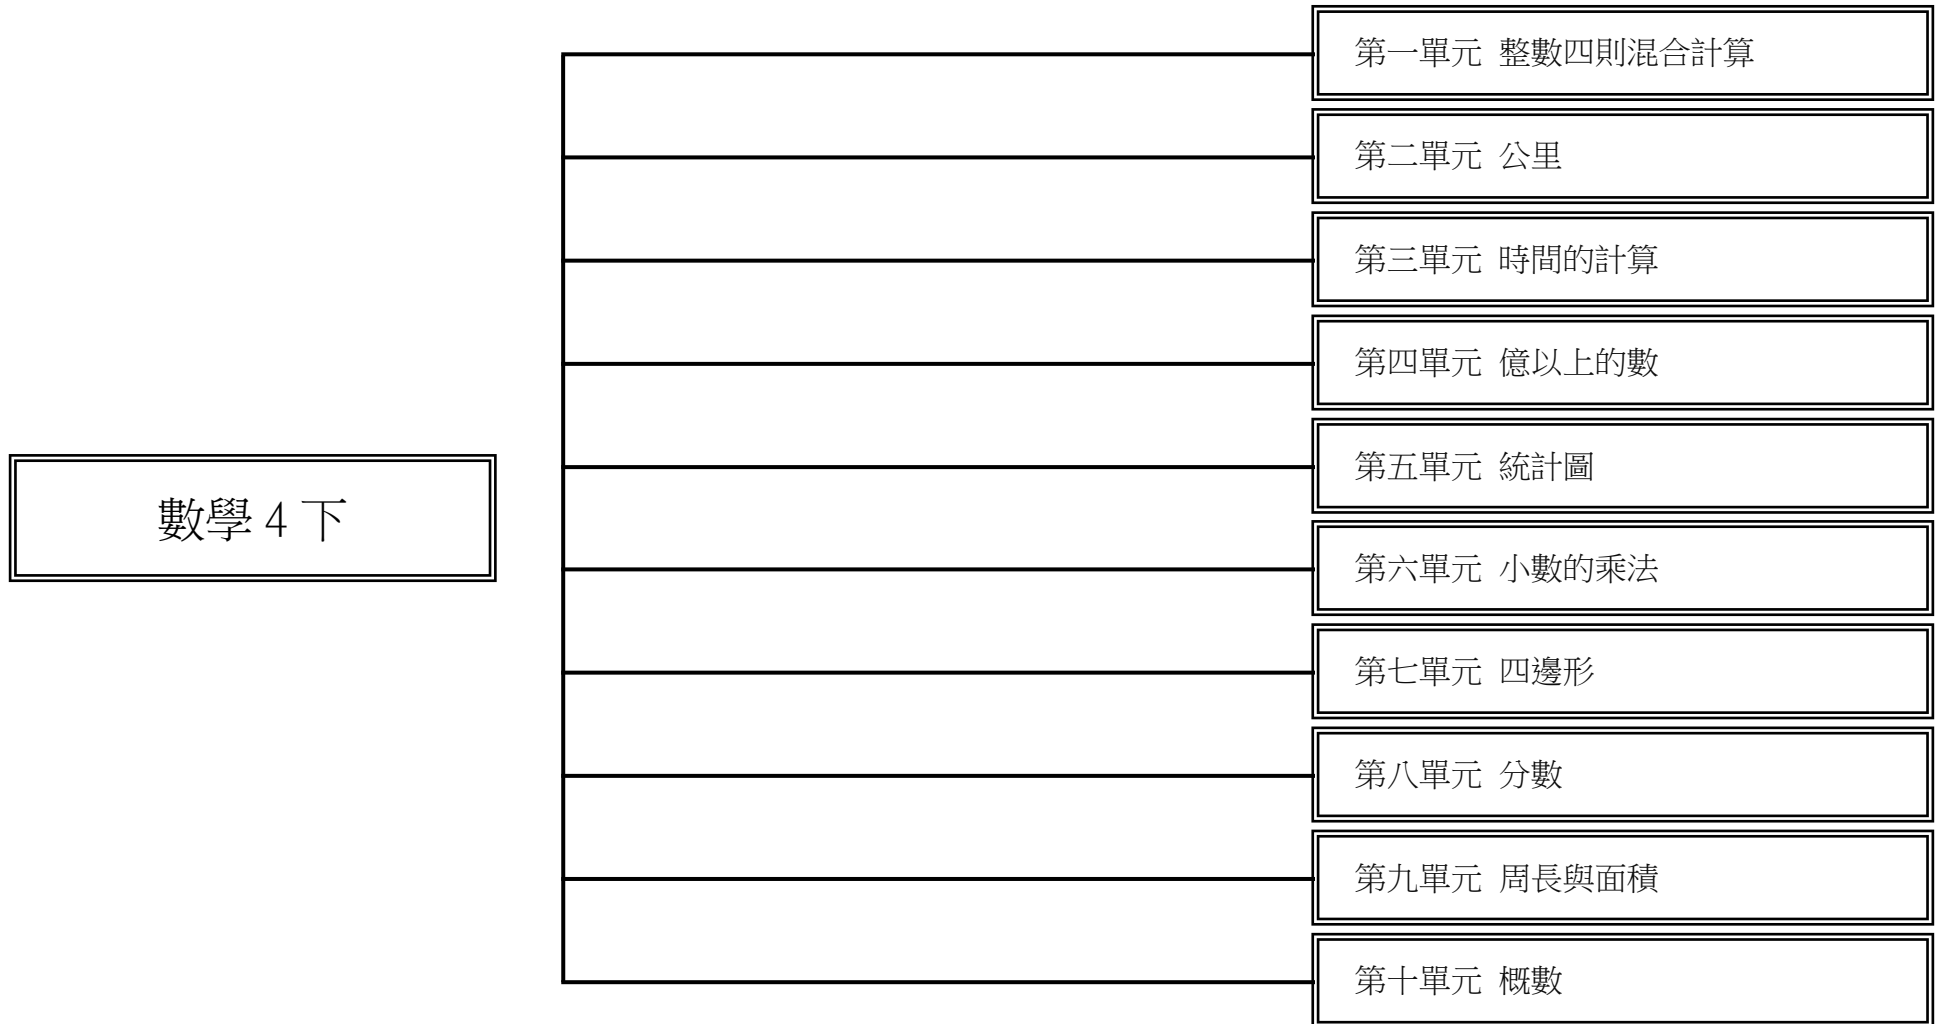 第一單元 整數四則混合計算
第二單元 公里
第三單元 時間的計算
第四單元 億以上的數
第五單元 統計圖
數學 4 下
第六單元 小數的乘法
第七單元 四邊形
第八單元 分數
第九單元 周長與面積
第十單元 概數